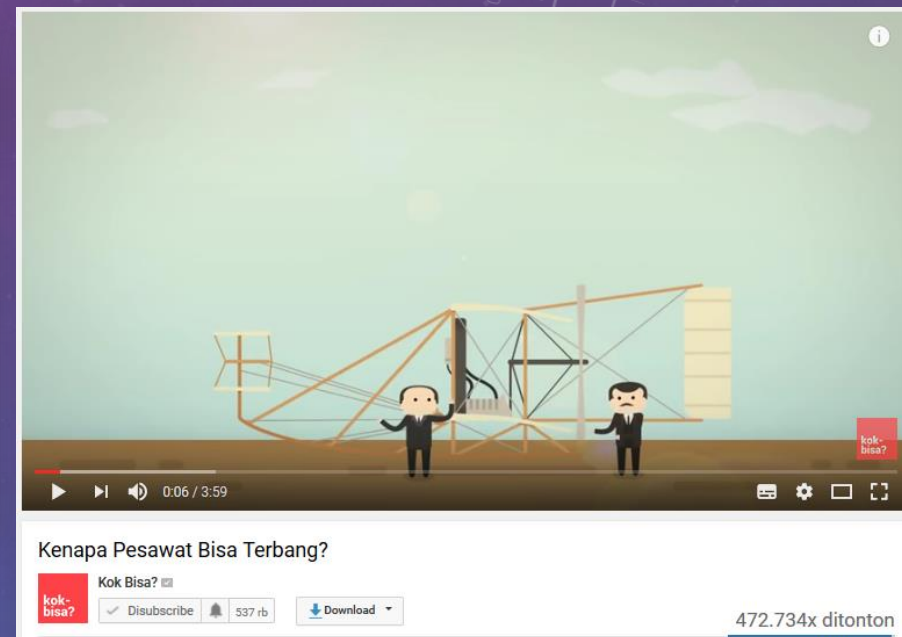 i
kok-
bisa?
0:06 / 3:59
Kenapa Pesawat Bisa Terbang?
kok-
bisa?
Kok Bisa?
Disubscribe 537 rb
Download
472.734x ditonton